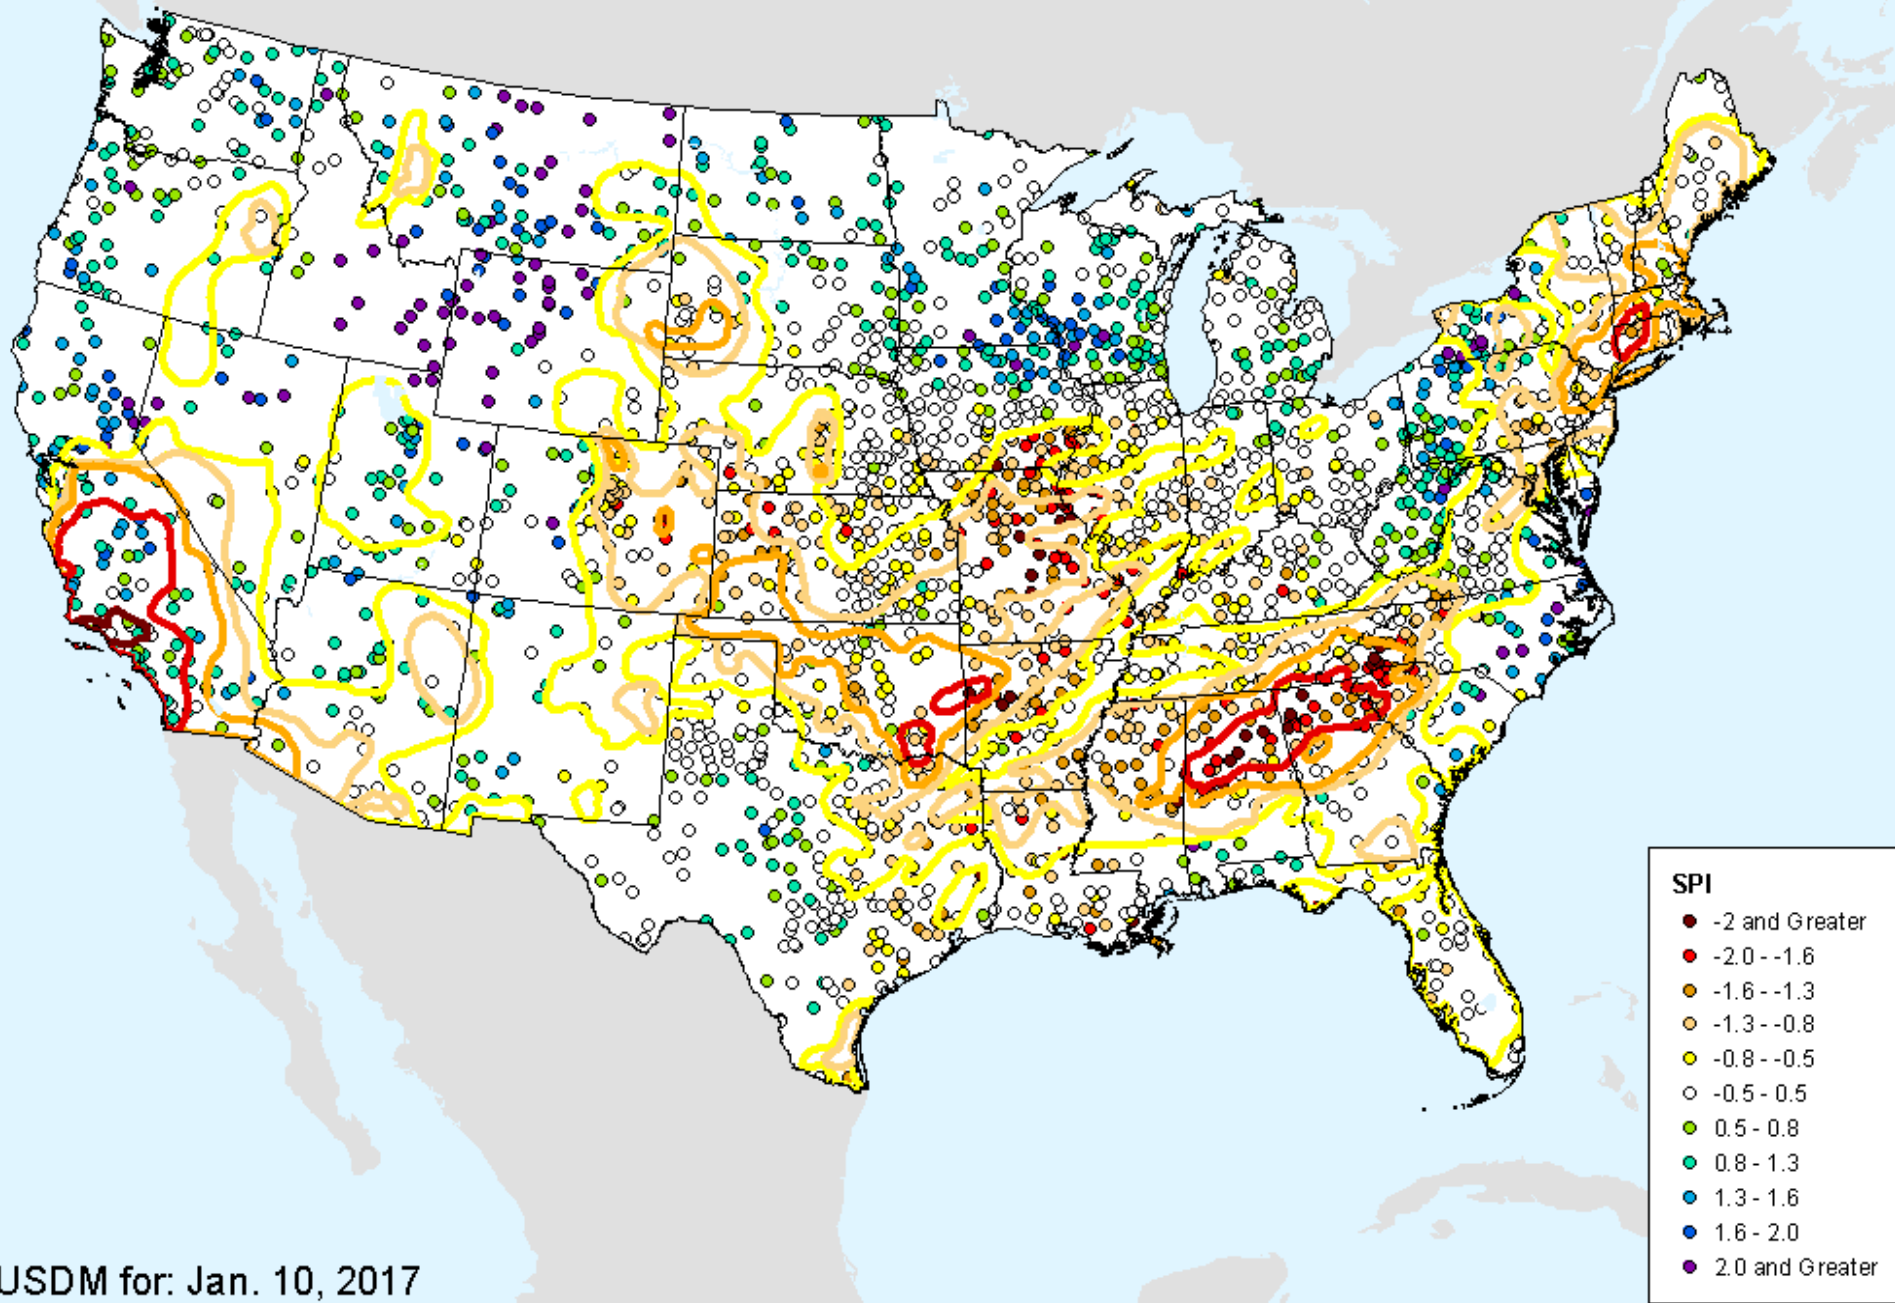 SPI
-2 and Greater
-2.0 - -1.6
-1.6 - -1.3
-1.3 - -0.8
-0.8 - -0.5
-0.5 - 0.5
0.5 - 0.8
0.8 - 1.3
1.3 - 1.6
1.6 - 2.0
2.0 and Greater
USDM for: Jan. 10, 2017